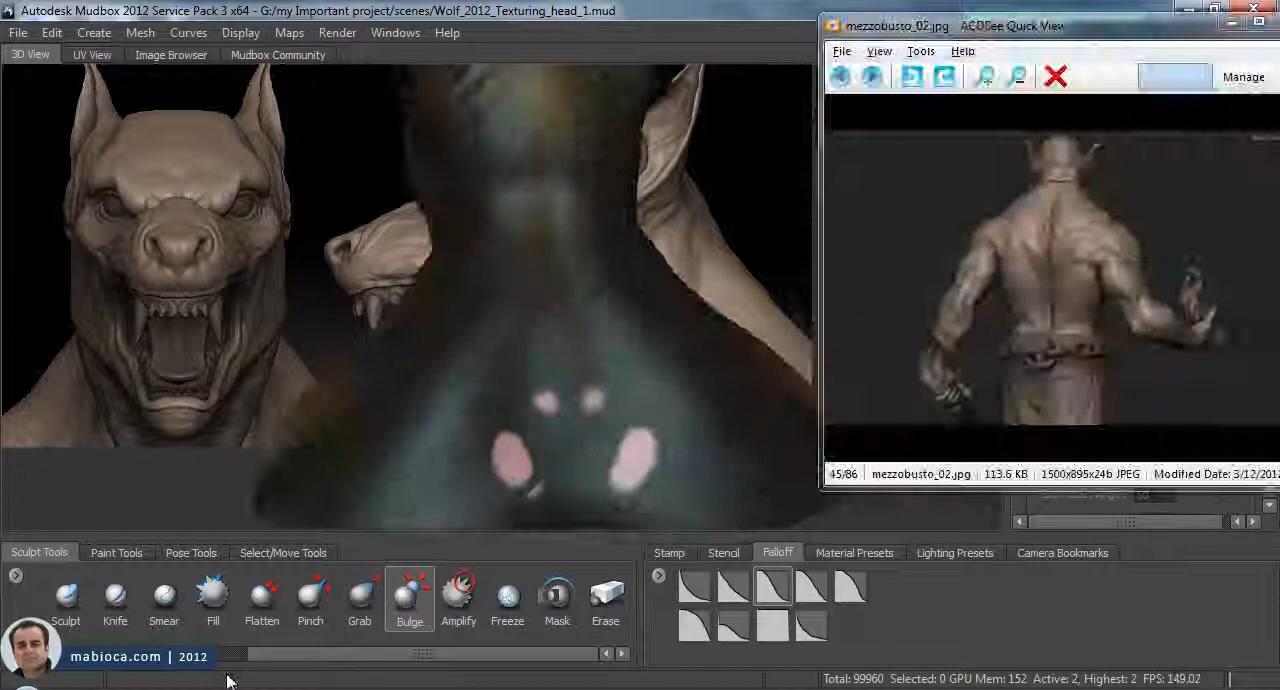 Autodesk Mudbox 2012 Service Pack 3 x64 - G:/my Important project/scenes/Wolf_2012_Texturing_head_1.mud
File Edit Create Mesh Curves Display Maps Render Windows Help
3D View UV View Image Browser Mudbox Community
mezzobusto_02.jpg - ACDSee Quick View
File View Tools Help
Manage
45/86 mezzobusto_02.jpg 113.6 KB 1500x895x24b JPEG Modified Date: 3/12/2012
Sculpt Tools Paint Tools Pose Tools Select/Move Tools
Stamp Stencil Falloff Material Presets Lighting Presets Camera Bookmarks
Sculpt Knife Smear Fill Flatten Pinch Grab Bulge Amplify Freeze Mask Erase
mabioca.com | 2012
Total: 99960 Selected: 0 GPU Mem: 152 Active: 2, Highest: 2 FPS: 149.02